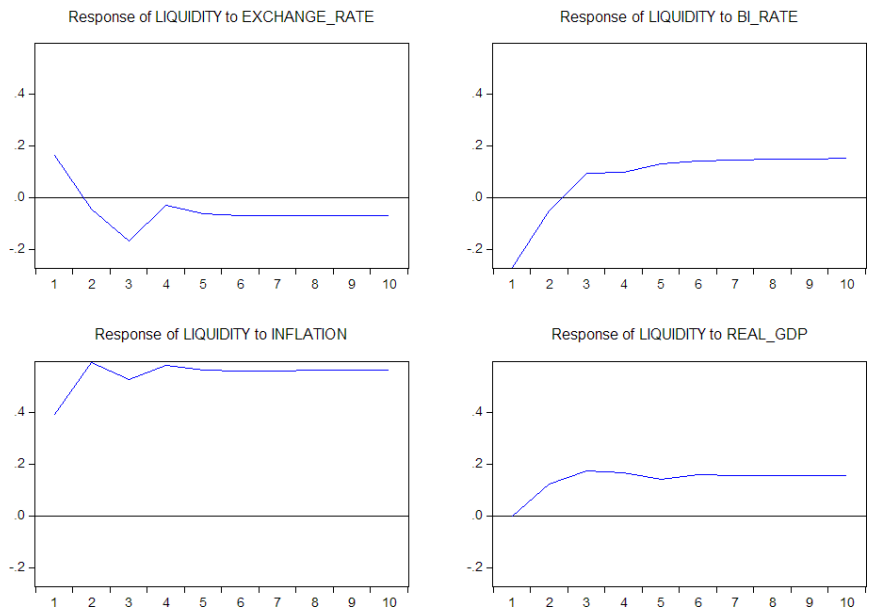 Response of LIQUIDITY to EXCHANGE_RATE
.4
.2
.0
-.2
1 2 3 4 5 6 7 8 9 10
Response of LIQUIDITY to BI_RATE
.4
.2
.0
-.2
1 2 3 4 5 6 7 8 9 10
Response of LIQUIDITY to INFLATION
.4
.2
.0
-.2
1 2 3 4 5 6 7 8 9 10
Response of LIQUIDITY to REAL_GDP
.4
.2
.0
-.2
1 2 3 4 5 6 7 8 9 10